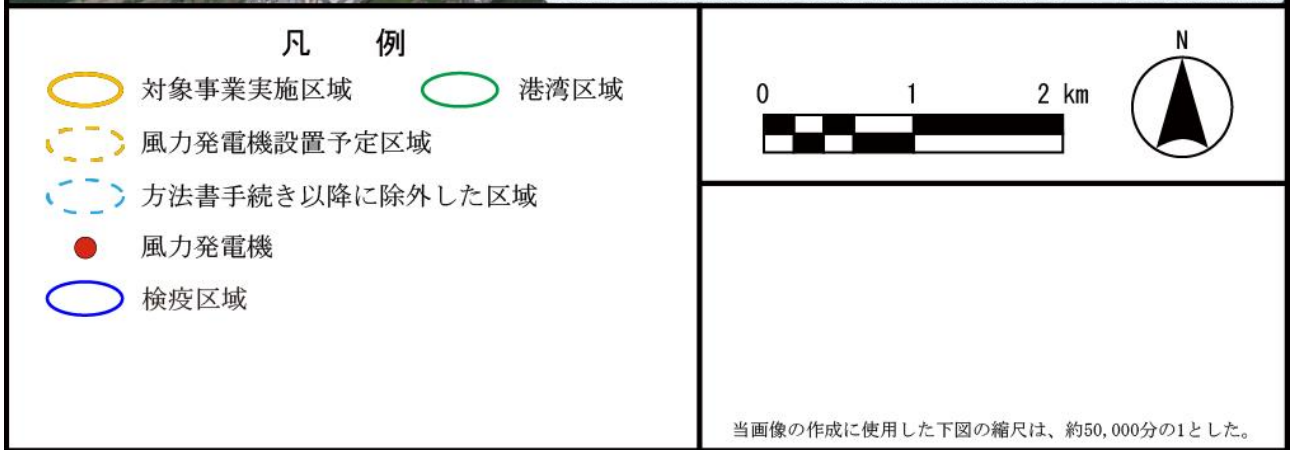 凡 例
対象事業実施区域 港湾区域
風力発電機設置予定区域
方法書手続き以降に除外した区域
風力発電機
検疫区域
N
0 1 2 km
当画像の作成に使用した下図の縮尺は、約50,000分の1とした。